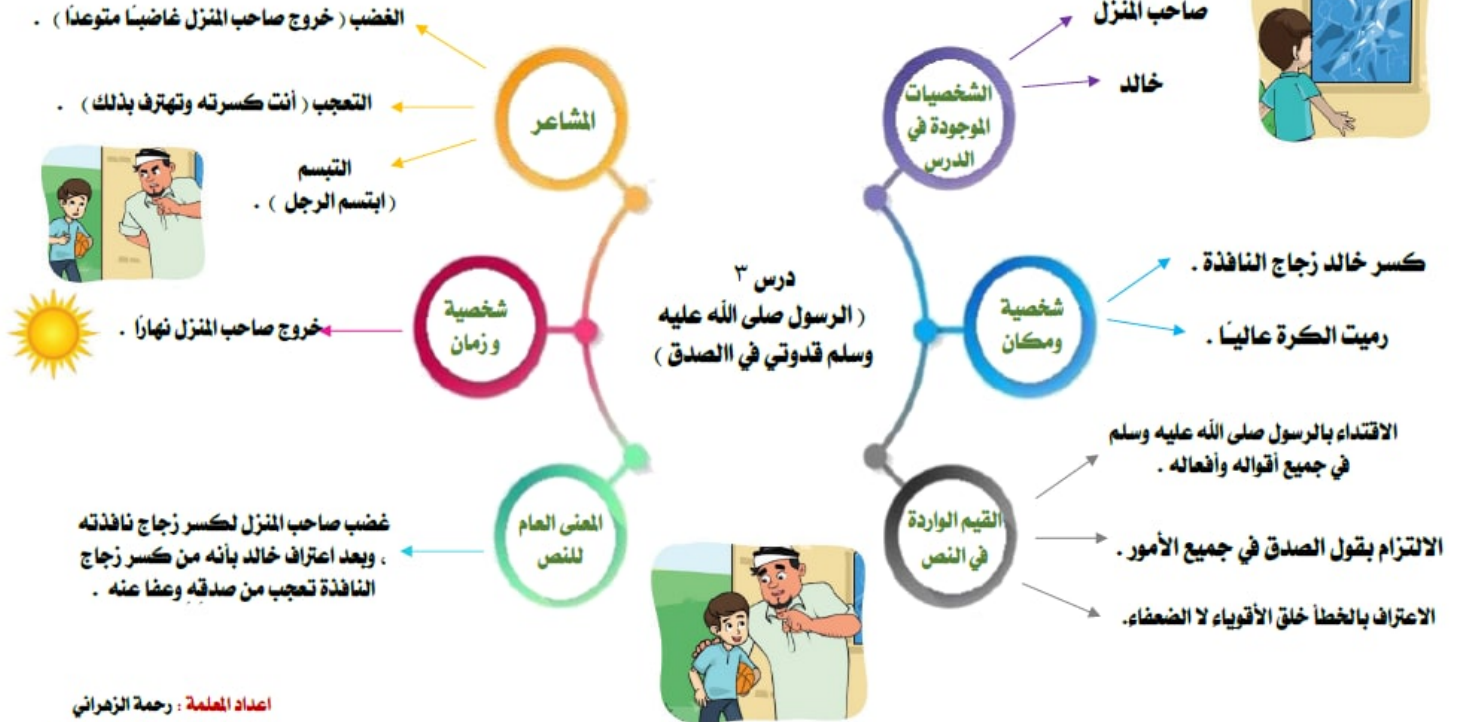 درس ٣
( الرسول صلى الله عليه
وسلم قدوتي في االصدق )
الشخصيات
الموجودة في
الدرس
صاحب المنزل
خالد
شخصية
ومكان
كسر خالد زجاج النافذة .
رميت الكرة عاليـًا .
القيم الواردة
في النص
الاقتداء بالرسول صلى الله عليه وسلم
في جميع أقواله وأفعاله .
الالتزام بقول الصدق في جميع الأمور .
الاعتراف بالخطأ خلق الأقوياء لا الضعفاء.
المشاعر
الغضب ( خروج صاحب المنزل غاضبـًا متوعدًا ) .
التعجب ( أنت كسرته وتهترف بذلك ) .
التبسم
( ابتسم الرجل ) .
شخصية
و زمان
خروج صاحب المنزل نهارًا .
المعنى العام
للنص
غضب صاحب المنزل لكسر زجاج نافذته
، وبعد اعتراف خالد بأنه من كسر زجاج
النافذة تعجب من صدقه وعفا عنه .
اعداد المعلمة : رحمة الزهراني